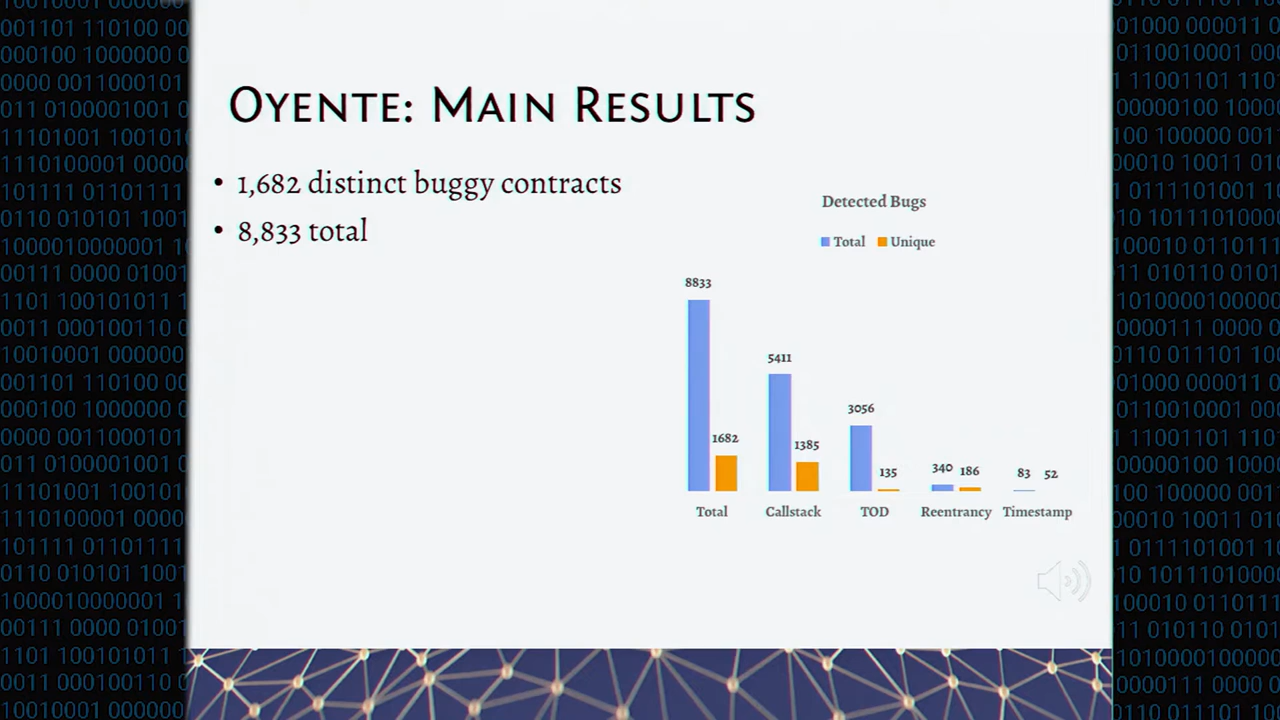 OYENTE: MAIN RESULTS
• 1,682 distinct buggy contracts
• 8,833 total
Detected Bugs
Total Unique
8833 1682 5411 1385 3056 135 340 186 83 52
Total Callstack TOD Reentrancy Timestamp